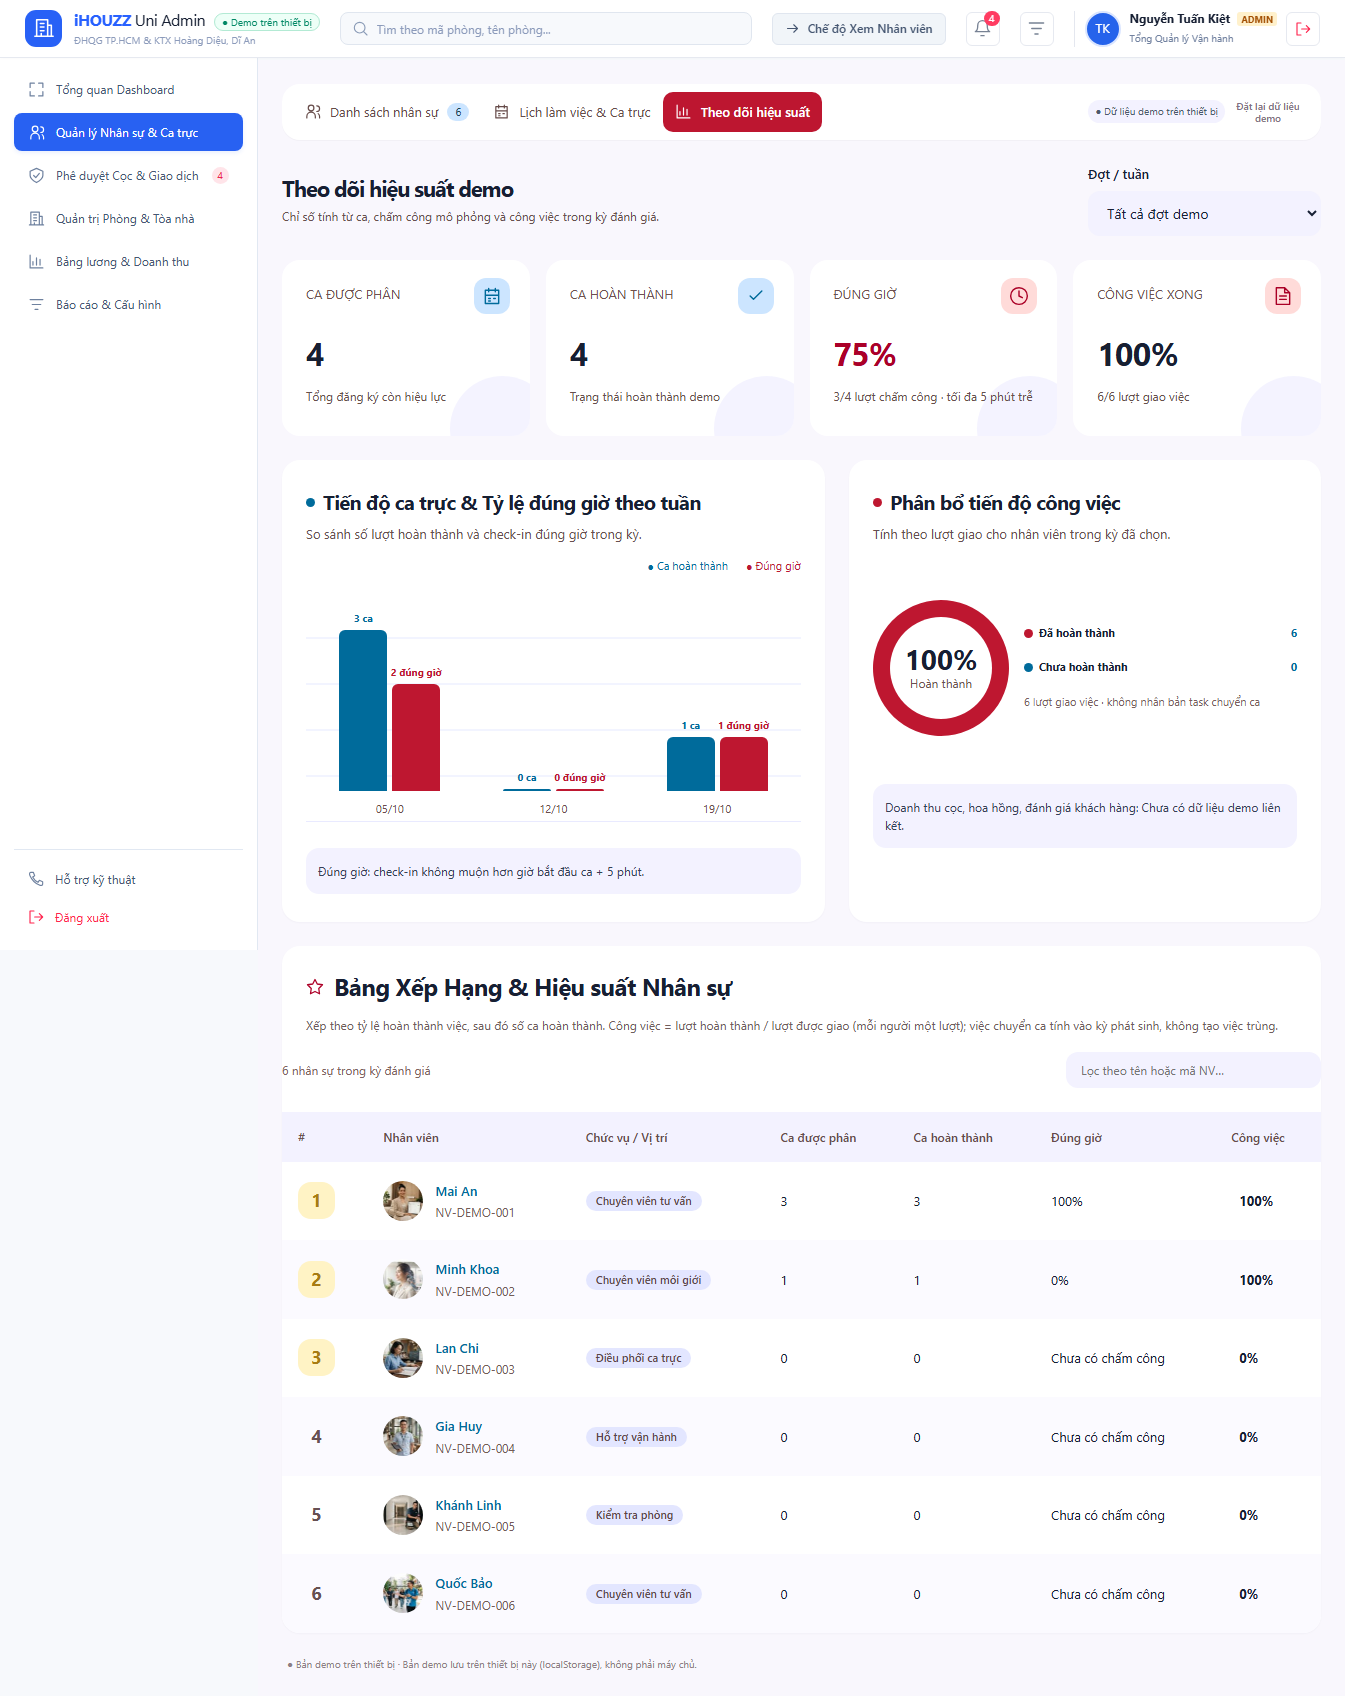 iHOUZZ Uni Admin
● Demo trên thiết bị
ĐHQG TP.HCM & KTX Hoàng Diệu, Dĩ An
Tìm theo mã phòng, tên phòng...
→ Chế độ Xem Nhân viên
4
TK
Nguyễn Tuấn Kiệt ADMIN
Tổng Quản lý Vận hành
Tổng quan Dashboard
Quản lý Nhân sự & Ca trực
Phê duyệt Cọc & Giao dịch 4
Quản trị Phòng & Tòa nhà
Bảng lương & Doanh thu
Báo cáo & Cấu hình
Hỗ trợ kỹ thuật
Đăng xuất
Danh sách nhân sự 6
Lịch làm việc & Ca trực
Theo dõi hiệu suất
● Dữ liệu demo trên thiết bị
Đặt lại dữ liệu
demo
Theo dõi hiệu suất demo
Chỉ số tính từ ca, chấm công mô phỏng và công việc trong kỳ đánh giá.
Đợt / tuần
Tất cả đợt demo
CA ĐƯỢC PHÂN
4
Tổng đăng ký còn hiệu lực
CA HOÀN THÀNH
4
Trạng thái hoàn thành demo
ĐÚNG GIỜ
75%
3/4 lượt chấm công · tối đa 5 phút trễ
CÔNG VIỆC XONG
100%
6/6 lượt giao việc
Tiến độ ca trực & Tỷ lệ đúng giờ theo tuần
So sánh số lượt hoàn thành và check-in đúng giờ trong kỳ.
● Ca hoàn thành ● Đúng giờ
3 ca
2 đúng giờ
05/10
0 ca
0 đúng giờ
12/10
1 ca
1 đúng giờ
19/10
Đúng giờ: check-in không muộn hơn giờ bắt đầu ca + 5 phút.
Phân bổ tiến độ công việc
Tính theo lượt giao cho nhân viên trong kỳ đã chọn.
100%
Hoàn thành
Đã hoàn thành 6
Chưa hoàn thành 0
6 lượt giao việc · không nhân bản task chuyển ca
Doanh thu cọc, hoa hồng, đánh giá khách hàng: Chưa có dữ liệu demo liên
kết.
Bảng Xếp Hạng & Hiệu suất Nhân sự
Xếp theo tỷ lệ hoàn thành việc, sau đó số ca hoàn thành. Công việc = lượt hoàn thành / lượt được giao (mỗi người một lượt); việc chuyển ca tính vào kỳ phát sinh, không tạo việc trùng.
6 nhân sự trong kỳ đánh giá
Lọc theo tên hoặc mã NV...
# Nhân viên Chức vụ / Vị trí Ca được phân Ca hoàn thành Đúng giờ Công việc
1 Mai An NV-DEMO-001 Chuyên viên tư vấn 3 3 100% 100%
2 Minh Khoa NV-DEMO-002 Chuyên viên môi giới 1 1 0% 100%
3 Lan Chi NV-DEMO-003 Điều phối ca trực 0 0 Chưa có chấm công 0%
4 Gia Huy NV-DEMO-004 Hỗ trợ vận hành 0 0 Chưa có chấm công 0%
5 Khánh Linh NV-DEMO-005 Kiểm tra phòng 0 0 Chưa có chấm công 0%
6 Quốc Bảo NV-DEMO-006 Chuyên viên tư vấn 0 0 Chưa có chấm công 0%
● Bản demo trên thiết bị · Bản demo lưu trên thiết bị này (localStorage), không phải máy chủ.